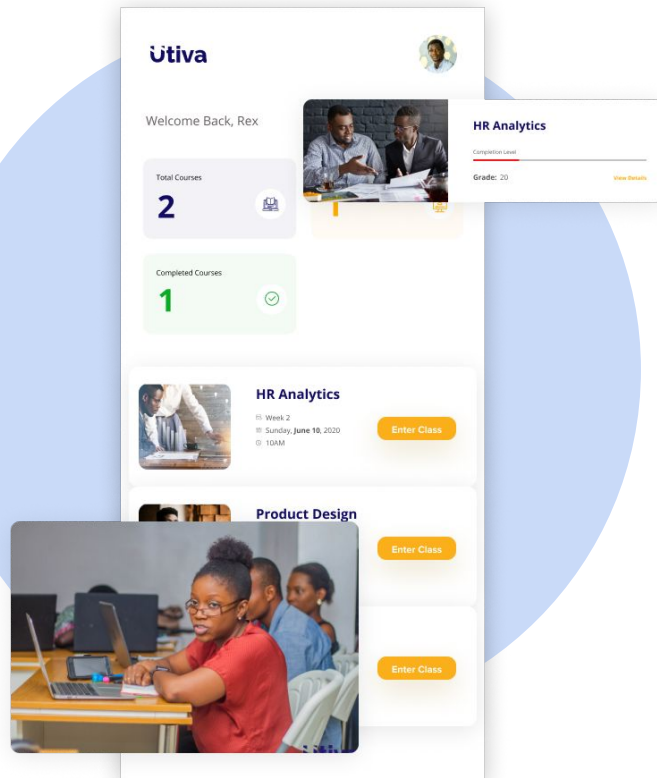 Utiva
Welcome Back, Rex
HR Analytics
Completion Level
Grade: 20
View Details
Total Courses
2
1
Completed Courses
1
HR Analytics
Week 2
Sunday, June 10, 2020
10AM
Enter Class
Product Design
Enter Class
Enter Class